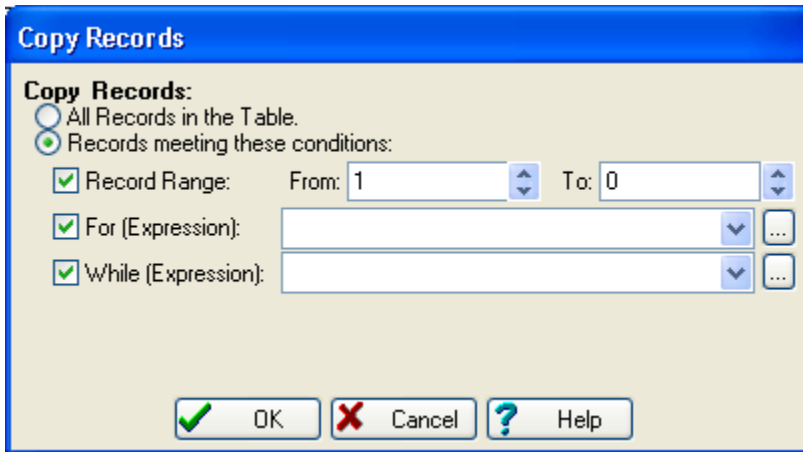 Copy Records
Copy Records:
All Records in the Table.
Records meeting these conditions:
Record Range: From: 1 To: 0
For (Expression): ...
While (Expression): ...
OK Cancel Help